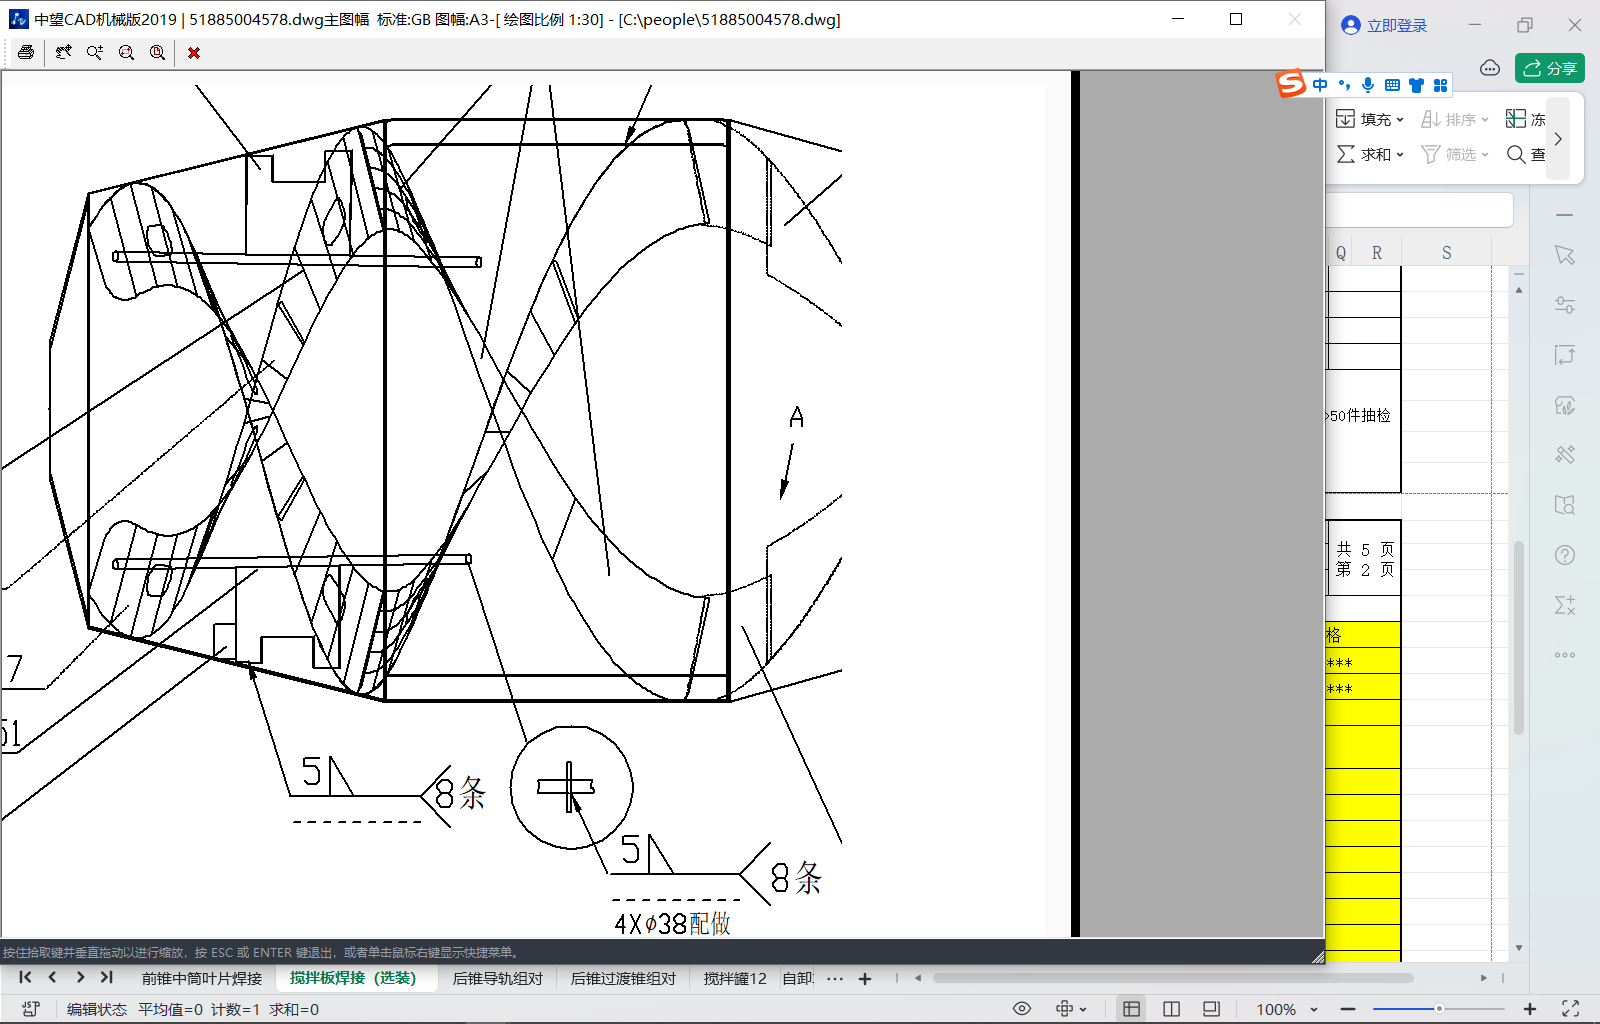 中望CAD机械版2019 | 51885004578.dwg主图幅  标准:GB 图幅:A3-[ 绘图比例 1:30] - [C:\people\51885004578.dwg]
立即登录
分享
中
填充
排序
冻
求和
筛选
查
Q R S
>50件抽检
A
共 5 页
第 2 页
格
***
***
7
51
5 8条
5 8条
4Xφ38配做
按住拾取键并垂直拖动以进行缩放，按 ESC 或 ENTER 键退出，或者单击鼠标右键显示快捷菜单。
前锥中筒叶片焊接 搅拌板焊接（选装） 后锥导轨组对 后锥过渡锥组对 搅拌罐12 自卸 ...
编辑状态 平均值=0 计数=1 求和=0 100%